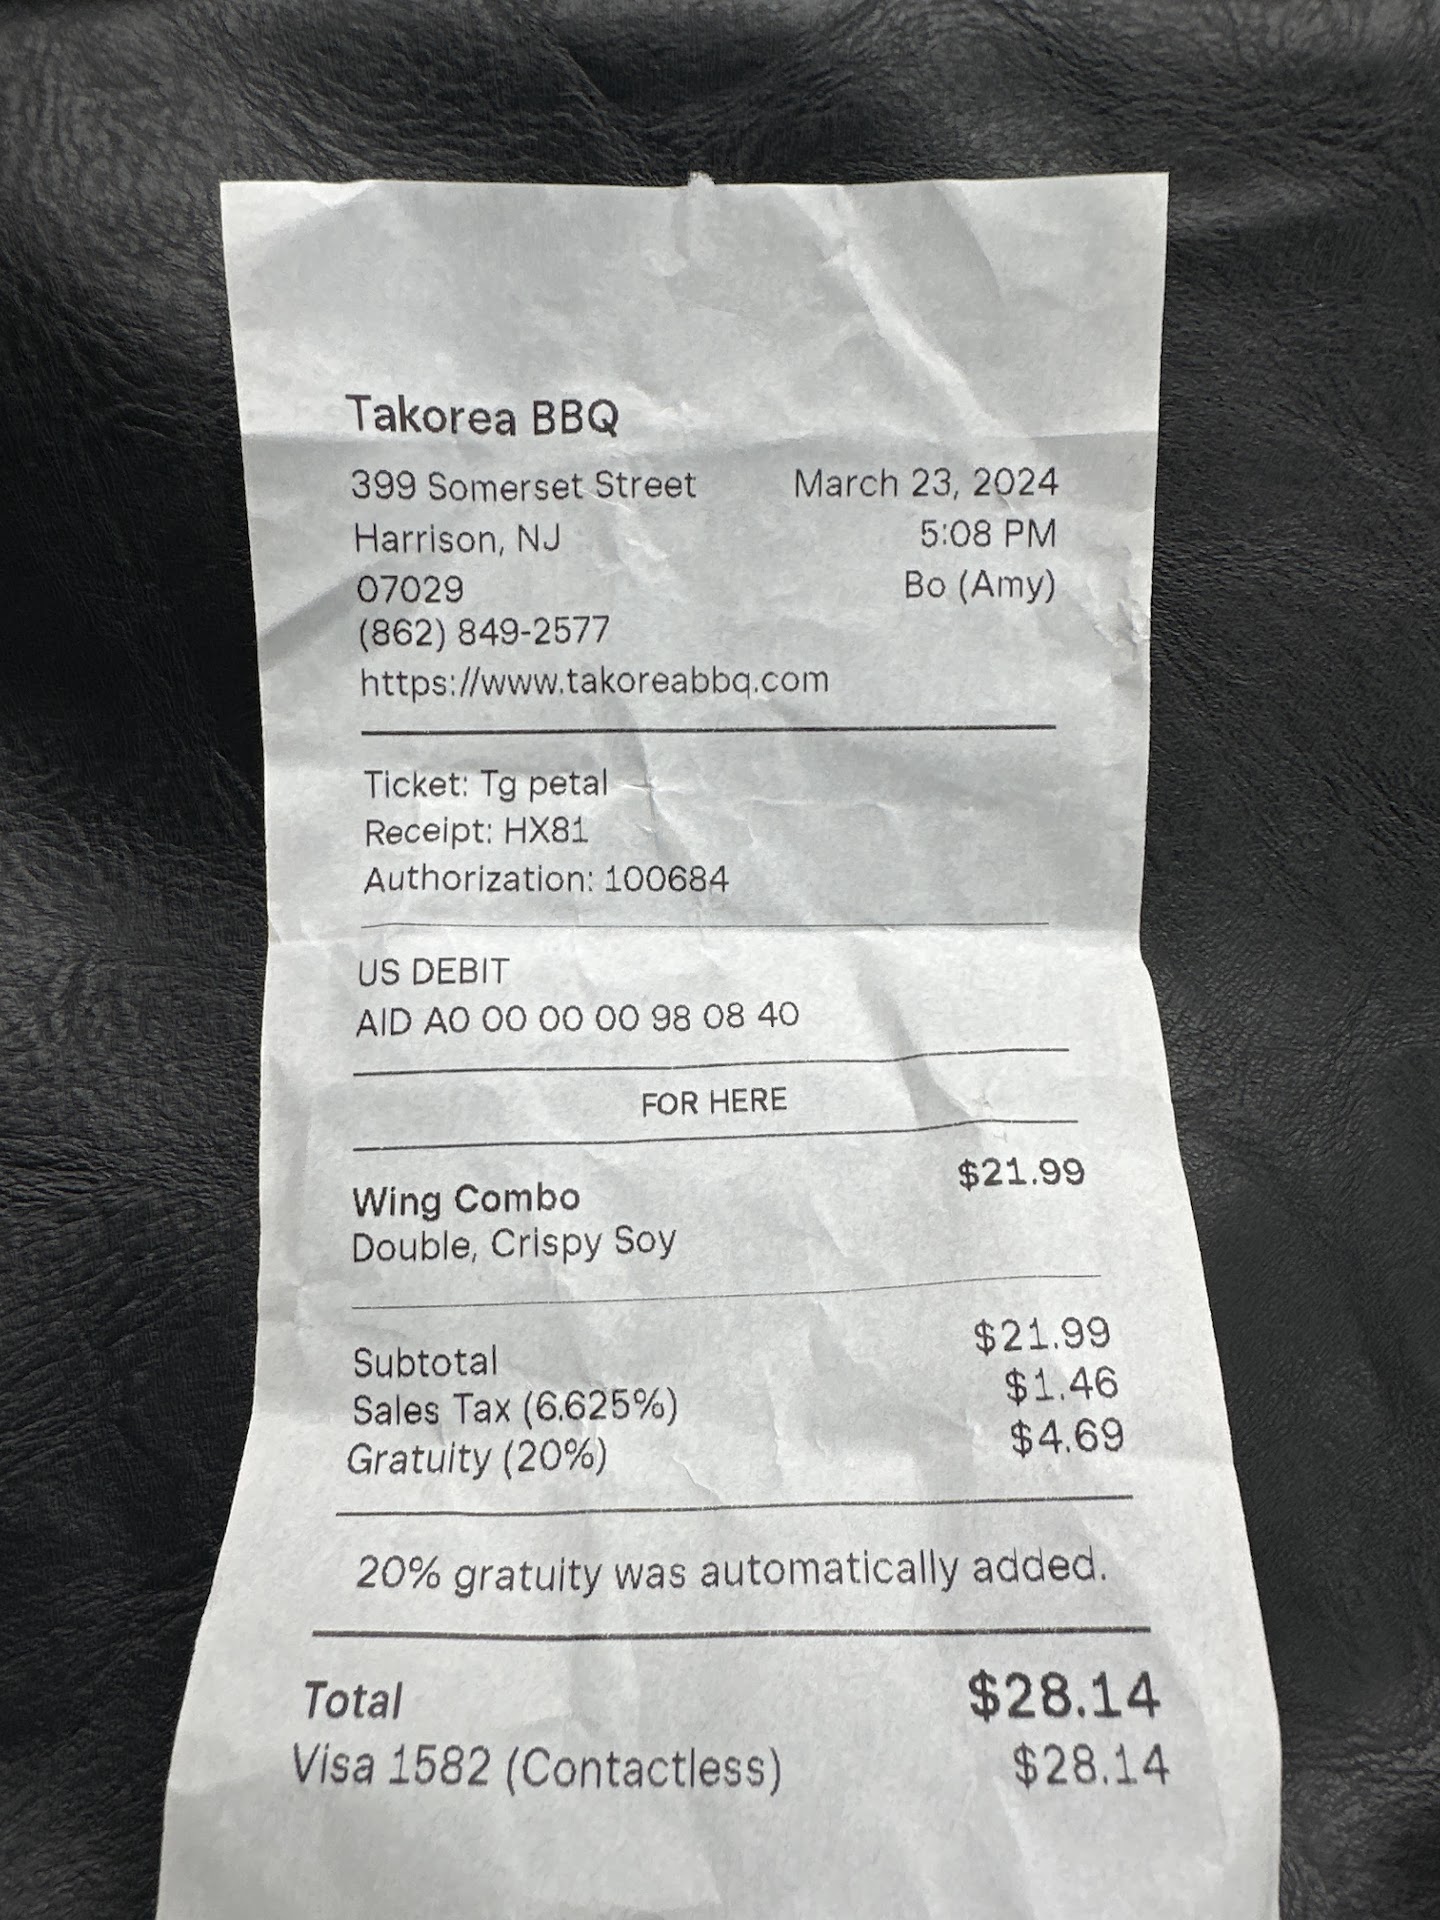 Takorea BBQ
399 Somerset Street March 23, 2024
Harrison, NJ 5:08 PM
07029 Bo (Amy)
(862) 849-2577
https://www.takoreabbq.com
Ticket: Tg petal
Receipt: HX81
Authorization: 100684
US DEBIT
AID A0 00 00 00 98 08 40
FOR HERE
Wing Combo $21.99
Double, Crispy Soy
Subtotal $21.99
Sales Tax (6.625%) $1.46
Gratuity (20%) $4.69
20% gratuity was automatically added.
Total $28.14
Visa 1582 (Contactless) $28.14